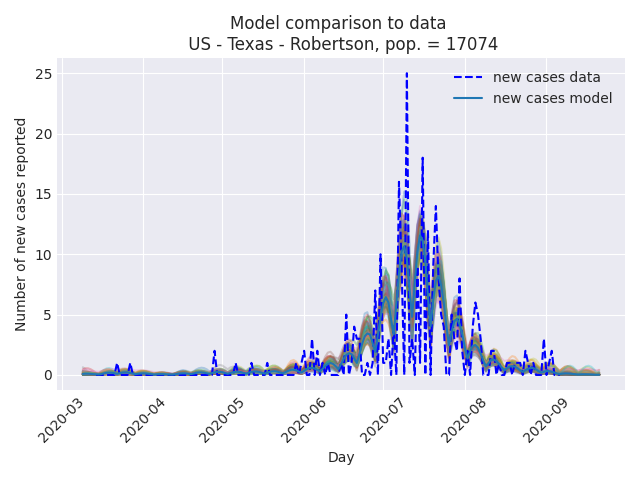 Model comparison to data
US - Texas - Robertson, pop. = 17074
new cases data
new cases model
Number of new cases reported
25
20
15
10
5
0
2020-03
2020-04
2020-05
2020-06
2020-07
2020-08
2020-09
Day